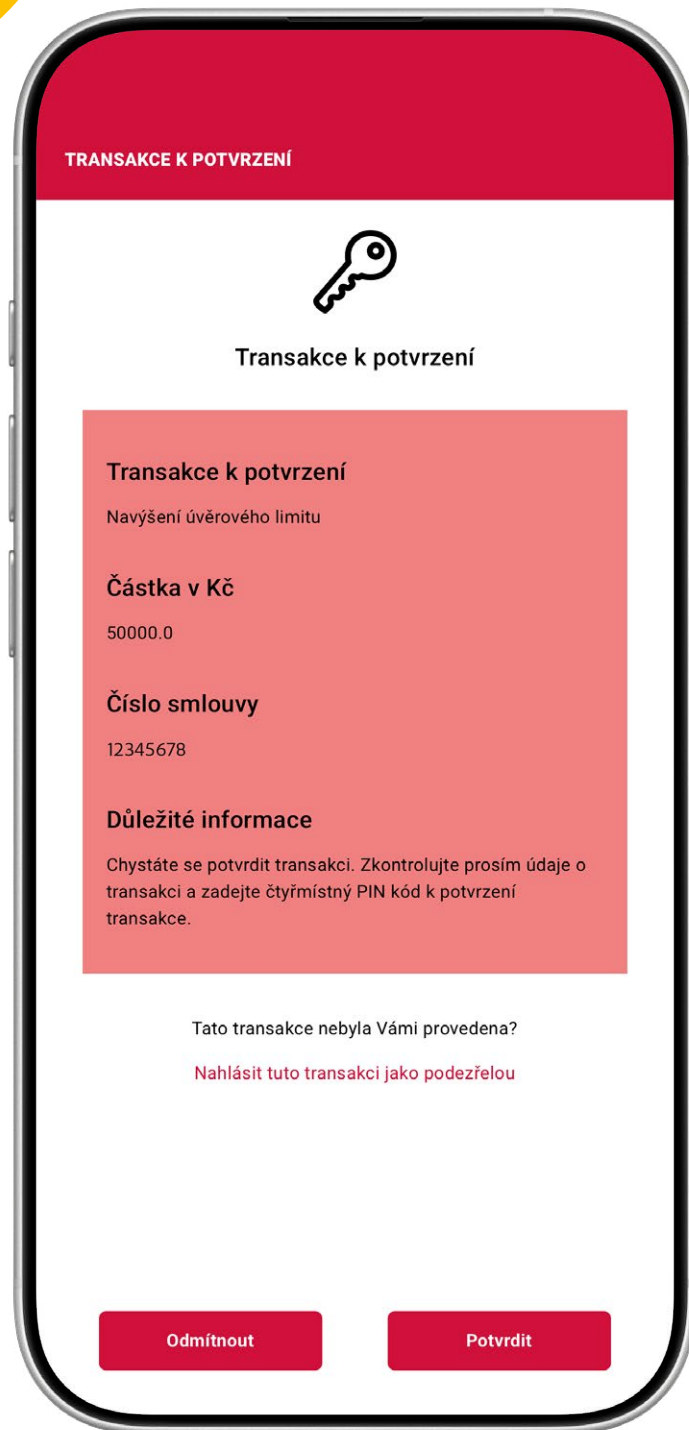 TRANSAKCE K POTVRZENÍ
Transakce k potvrzení
Transakce k potvrzení
Navýšení úvěrového limitu
Částka v Kč
50000.0
Číslo smlouvy
12345678
Důležité informace
Chystáte se potvrdit transakci. Zkontrolujte prosím údaje o
transakci a zadejte čtyřmístný PIN kód k potvrzení
transakce.
Tato transakce nebyla Vámi provedena?
Nahlásit tuto transakci jako podezřelou
Odmítnout
Potvrdit